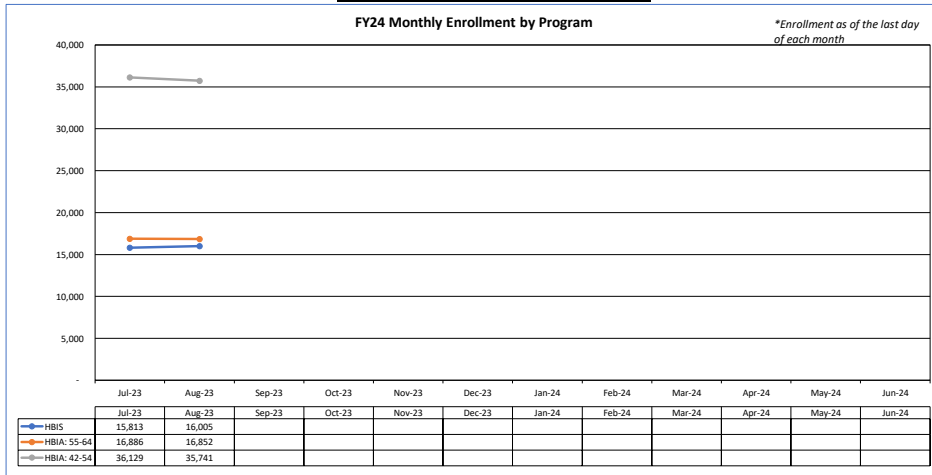 FY24 Monthly Enrollment by Program
*Enrollment as of the last day
of each month
40,000
35,000
30,000
25,000
20,000
15,000
10,000
5,000
-
Jul-23 Aug-23 Sep-23 Oct-23 Nov-23 Dec-23 Jan-24 Feb-24 Mar-24 Apr-24 May-24 Jun-24
Jul-23 Aug-23 Sep-23 Oct-23 Nov-23 Dec-23 Jan-24 Feb-24 Mar-24 Apr-24 May-24 Jun-24
HBIS 15,813 16,005
HBIA: 55-64 16,886 16,852
HBIA: 42-54 36,129 35,741